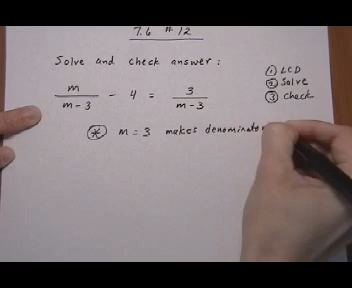 7.6 #12
Solve and check answer:
m / m-3 - 4 = 3 / m-3
① LCD
② Solve
③ check
* m = 3 makes denominator